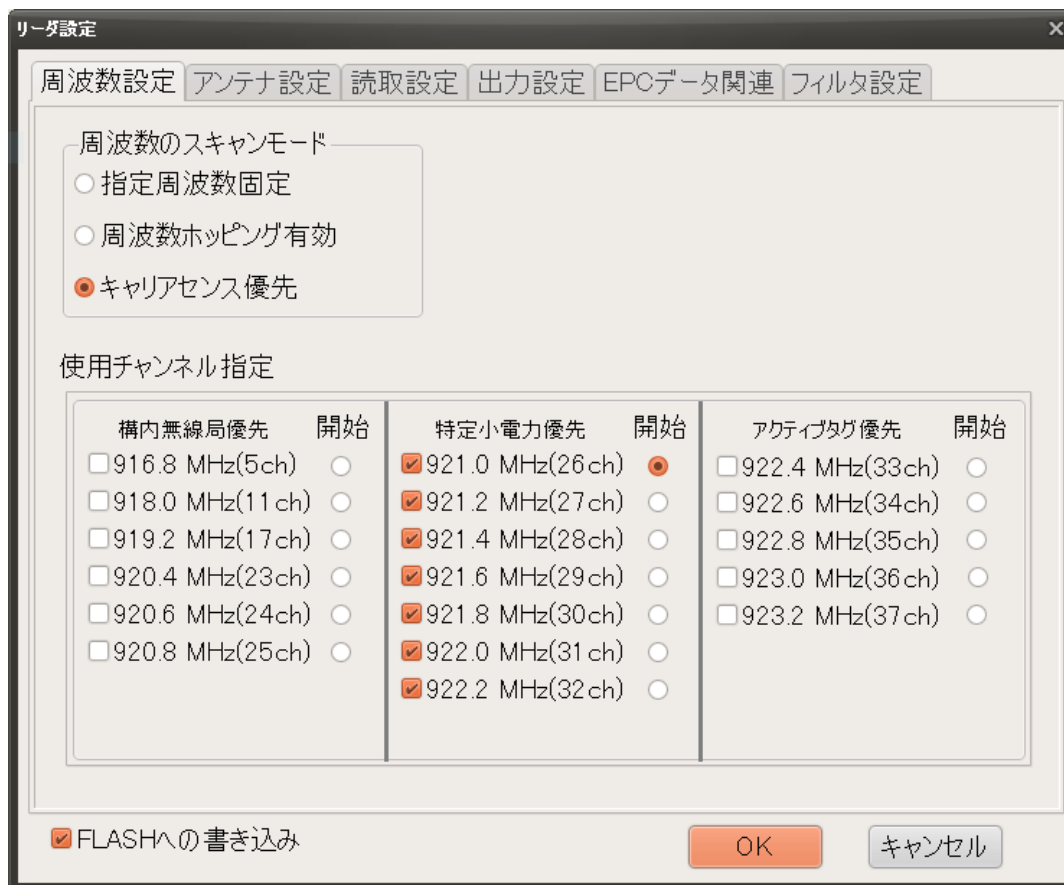 リーダ設定
周波数設定 アンテナ設定 読取設定 出力設定 EPCデータ関連 フィルタ設定
周波数のスキャンモード
指定周波数固定
周波数ホッピング有効
キャリアセンス優先
使用チャンネル指定
構内無線局優先 開始 特定小電力優先 開始 アクティブタグ優先 開始
916.8 MHz(5ch) 921.0 MHz(26ch) 922.4 MHz(33ch)
918.0 MHz(11ch) 921.2 MHz(27ch) 922.6 MHz(34ch)
919.2 MHz(17ch) 921.4 MHz(28ch) 922.8 MHz(35ch)
920.4 MHz(23ch) 921.6 MHz(29ch) 923.0 MHz(36ch)
920.6 MHz(24ch) 921.8 MHz(30ch) 923.2 MHz(37ch)
920.8 MHz(25ch) 922.0 MHz(31ch)
922.2 MHz(32ch)
FLASHへの書き込み OK キャンセル